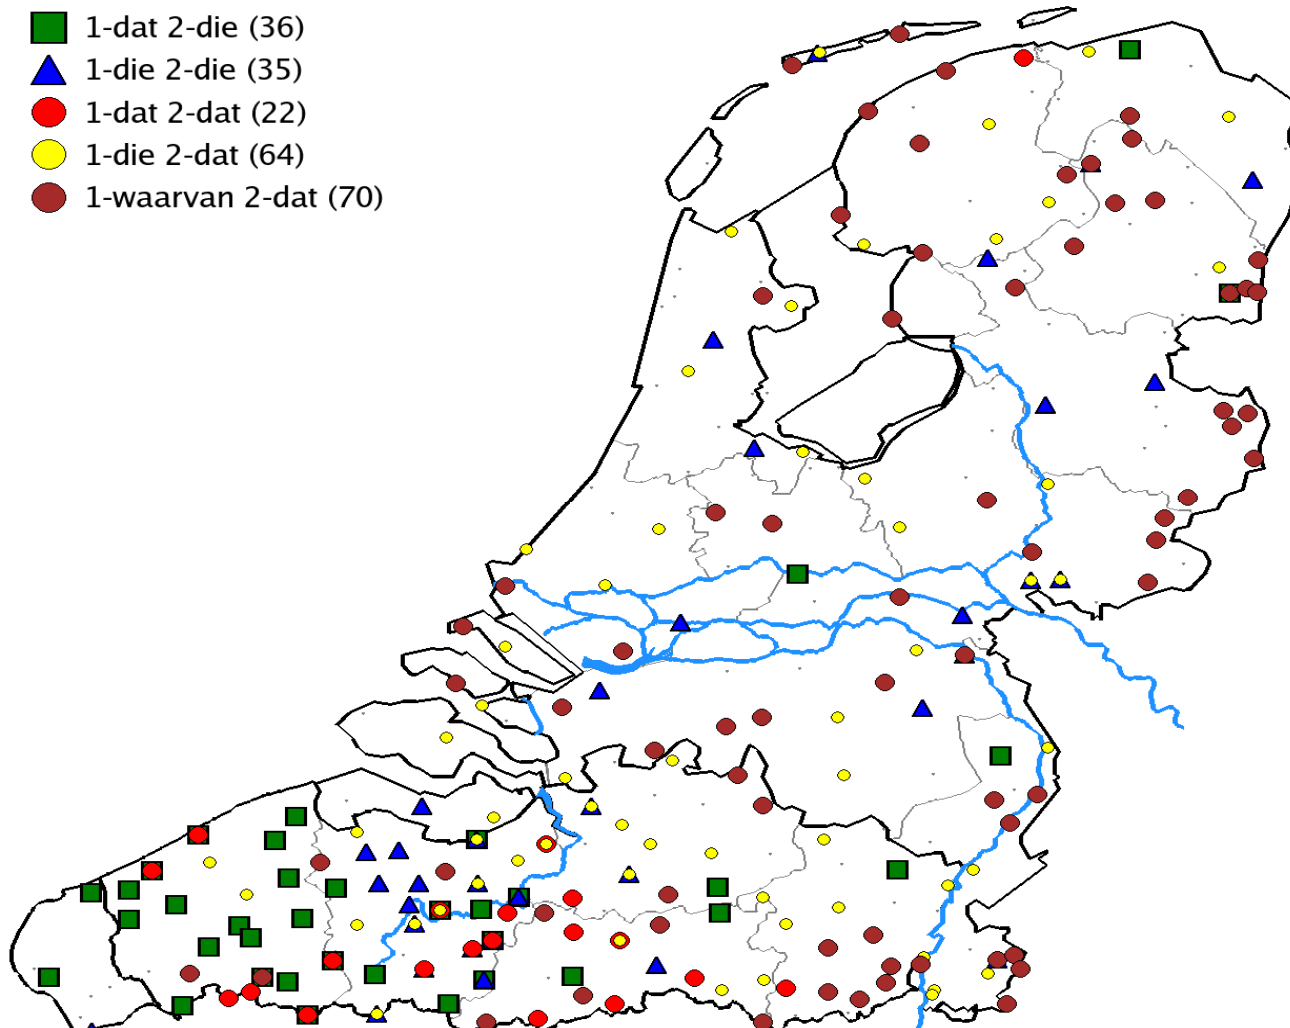 1-dat 2-die (36)
1-die 2-die (35)
1-dat 2-dat (22)
1-die 2-dat (64)
1-waarvan 2-dat (70)